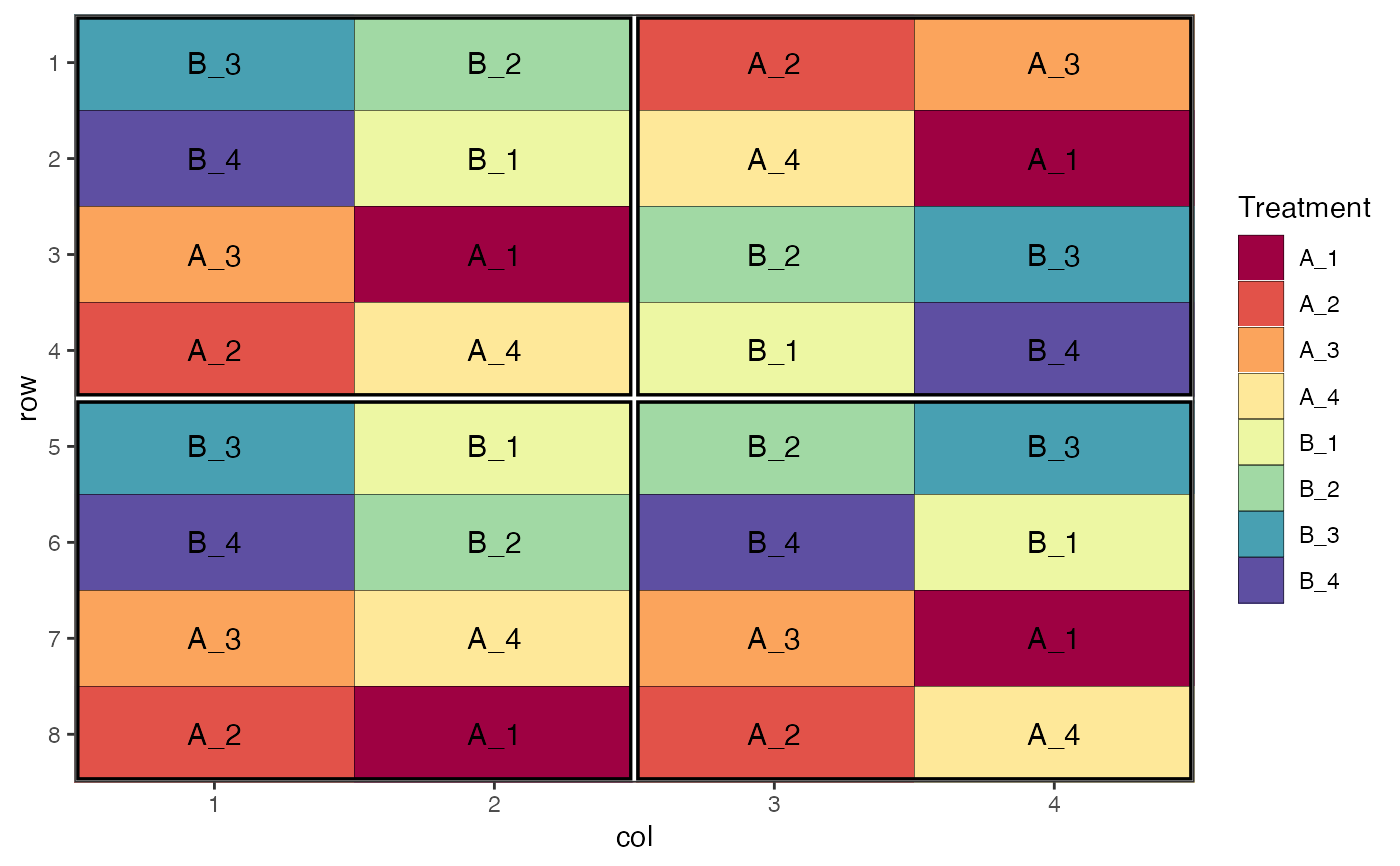 1 B_3 B_2 A_2 A_3
2 B_4 B_1 A_4 A_1
3 A_3 A_1 B_2 B_3
4 A_2 A_4 B_1 B_4
row
5 B_3 B_1 B_2 B_3
6 B_4 B_2 B_4 B_1
7 A_3 A_4 A_3 A_1
8 A_2 A_1 A_2 A_4
1 2 3 4
col
Treatment
A_1
A_2
A_3
A_4
B_1
B_2
B_3
B_4